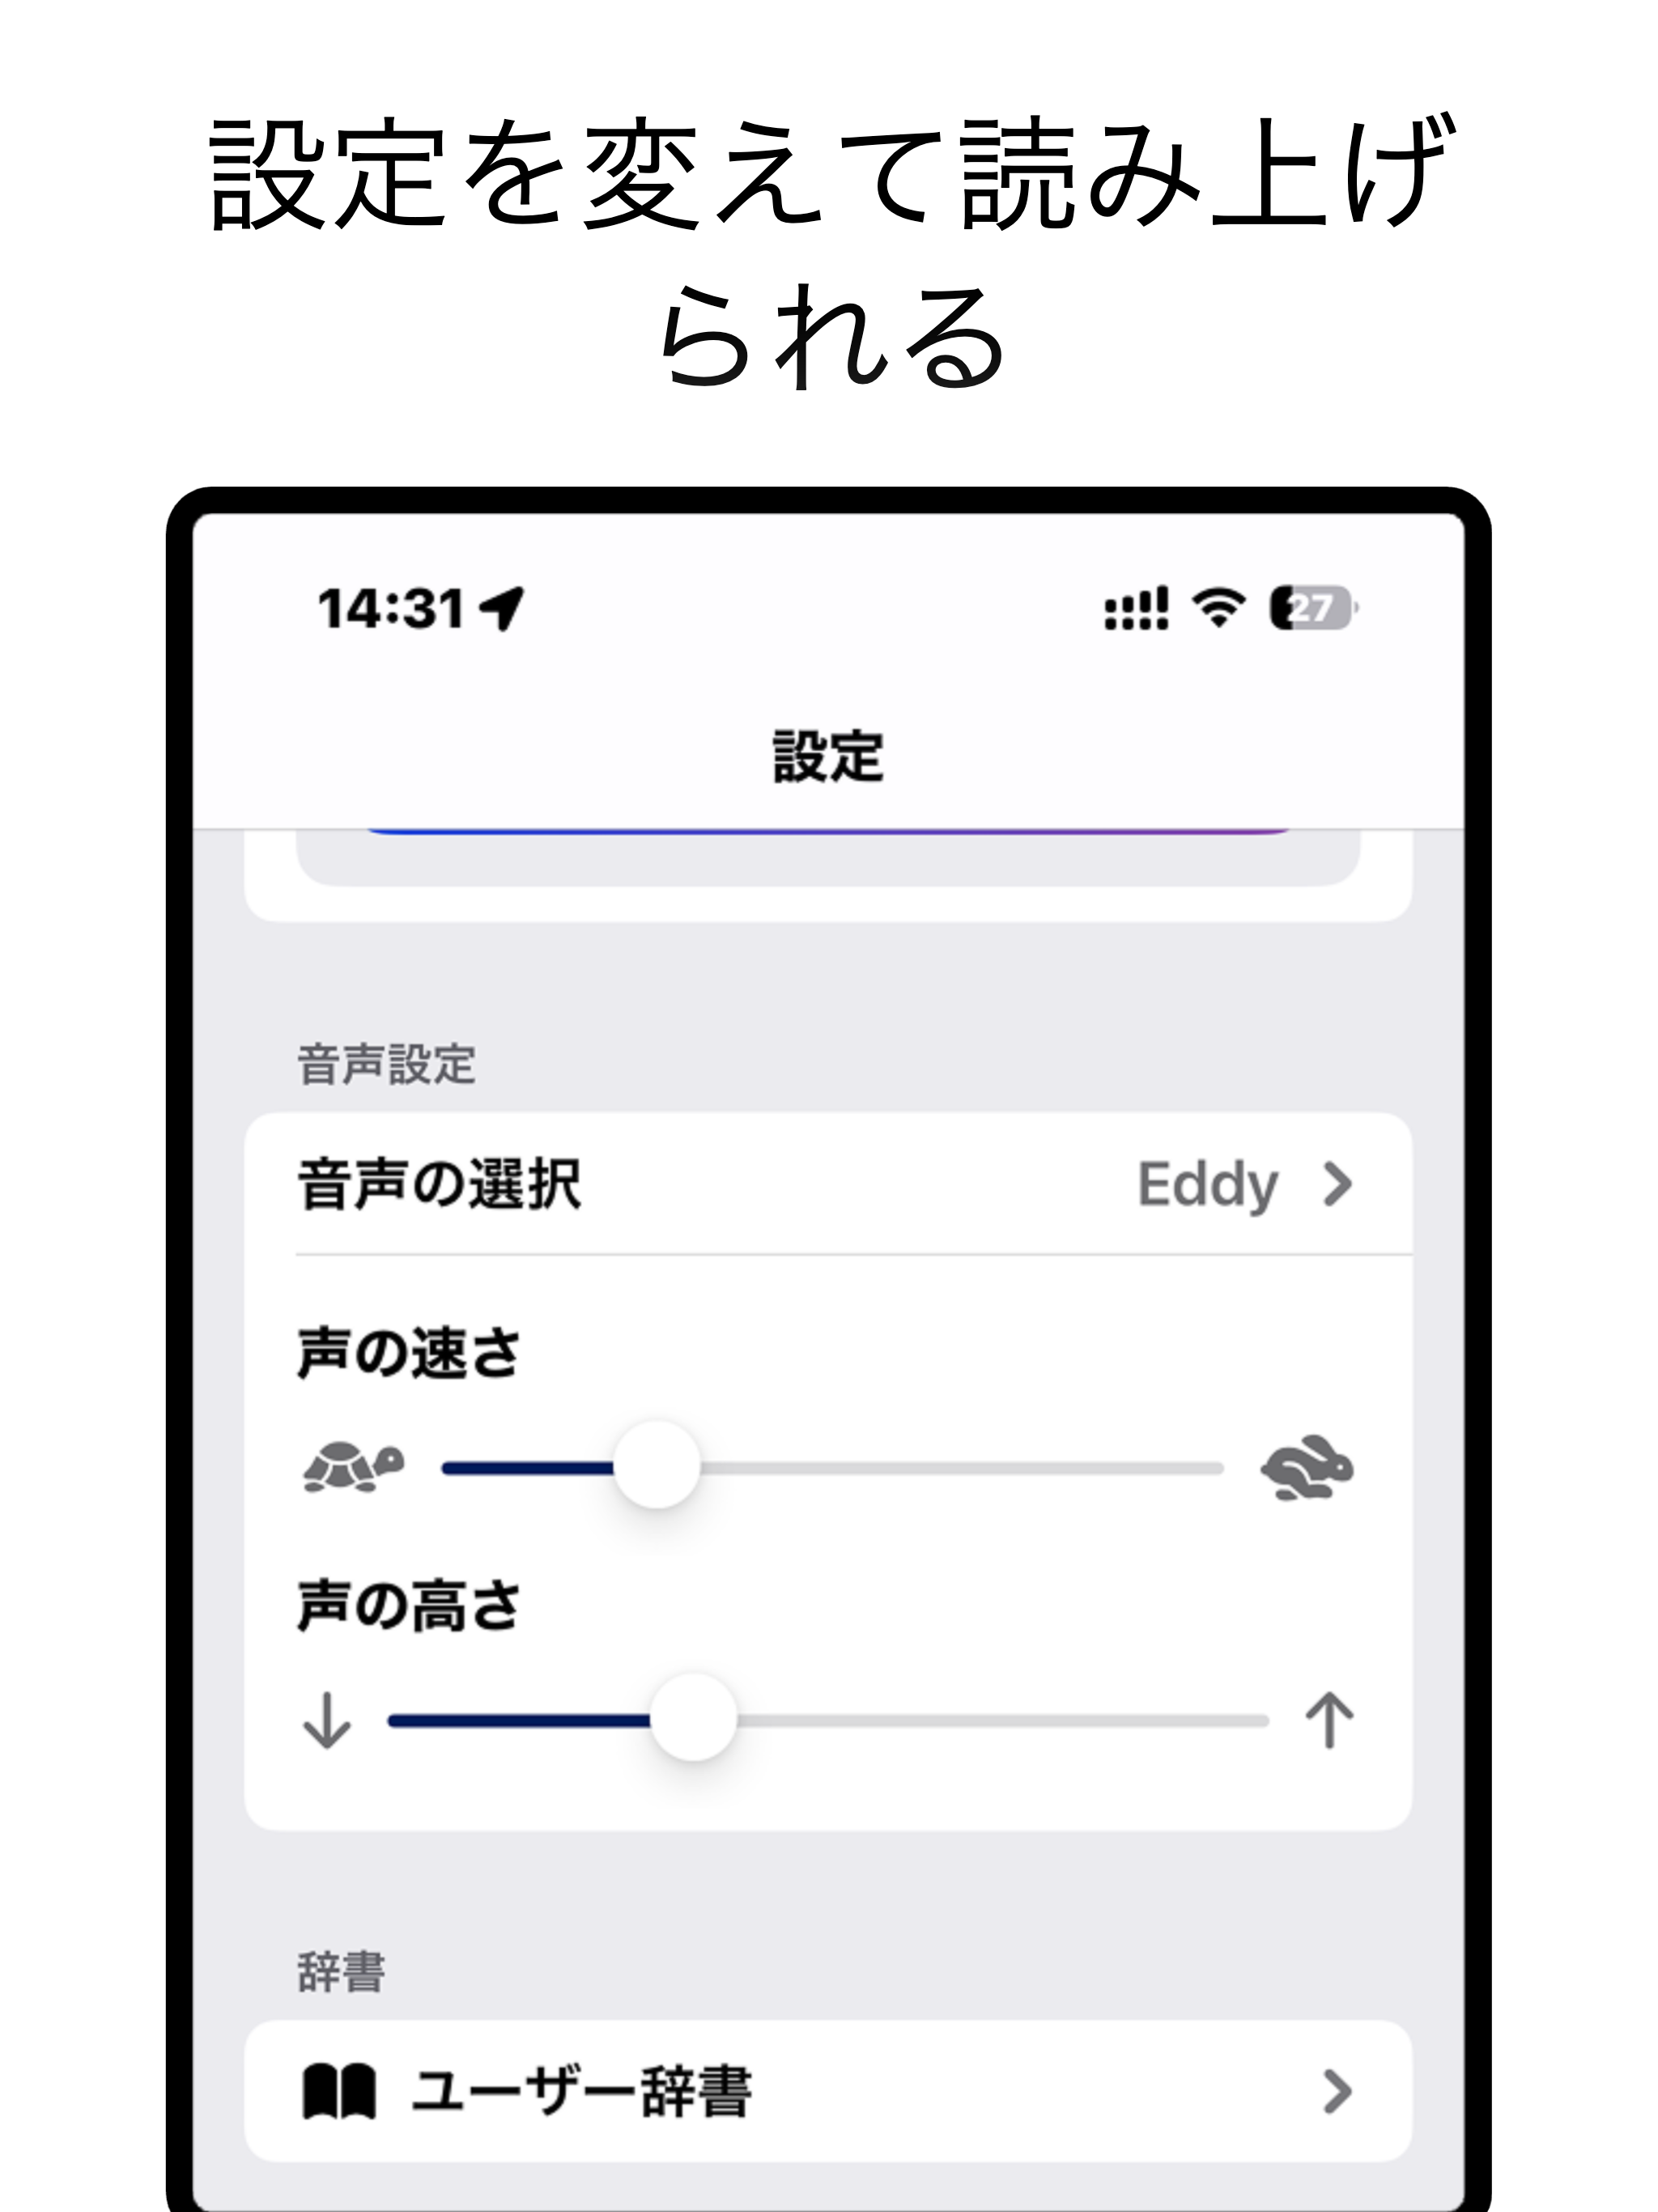 設定を変えて読み上げ
られる
14:31
27
設定
音声設定
音声の選択 Eddy
声の速さ
声の高さ
辞書
ユーザー辞書